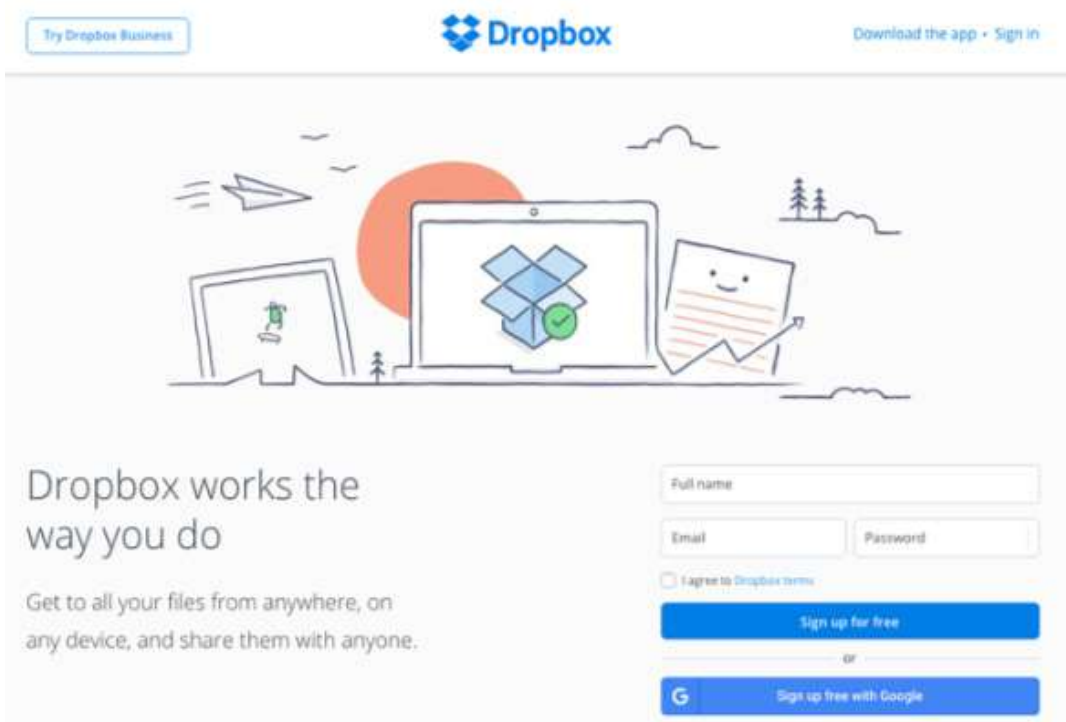 Try Dropbox Business
Dropbox
Download the app • Sign in
Dropbox works the
way you do
Get to all your files from anywhere, on
any device, and share them with anyone.
Full name
Email
Password
I agree to Dropbox terms
Sign up for free
or
G
Sign up free with Google